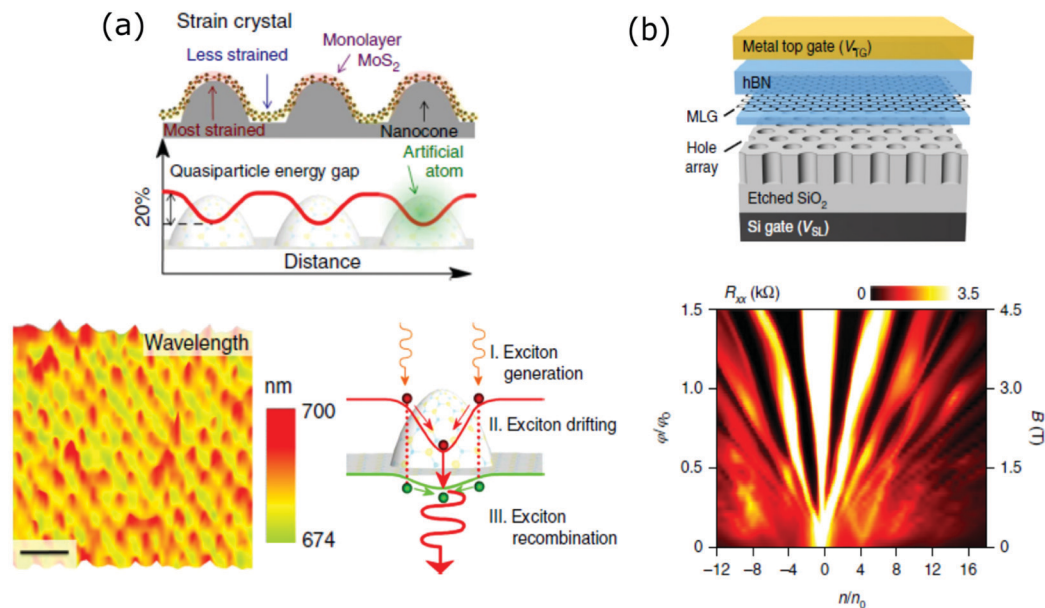 (a)
Strain crystal
Less strained
Monolayer
MoS2
Most strained
Nanocone
Quasiparticle energy gap
Artificial
atom
20%
Distance
Wavelength
nm
700
674
I. Exciton
generation
II. Exciton drifting
III. Exciton
recombination
(b)
Metal top gate (VTG)
hBN
MLG
Hole
array
Etched SiO2
Si gate (VSL)
Rxx (kΩ)
0
3.5
1.5
1.0
0.5
0
φ/φ0
4.5
3.0
1.5
0
B (T)
−12
−8
−4
0
4
8
12
16
n/n0